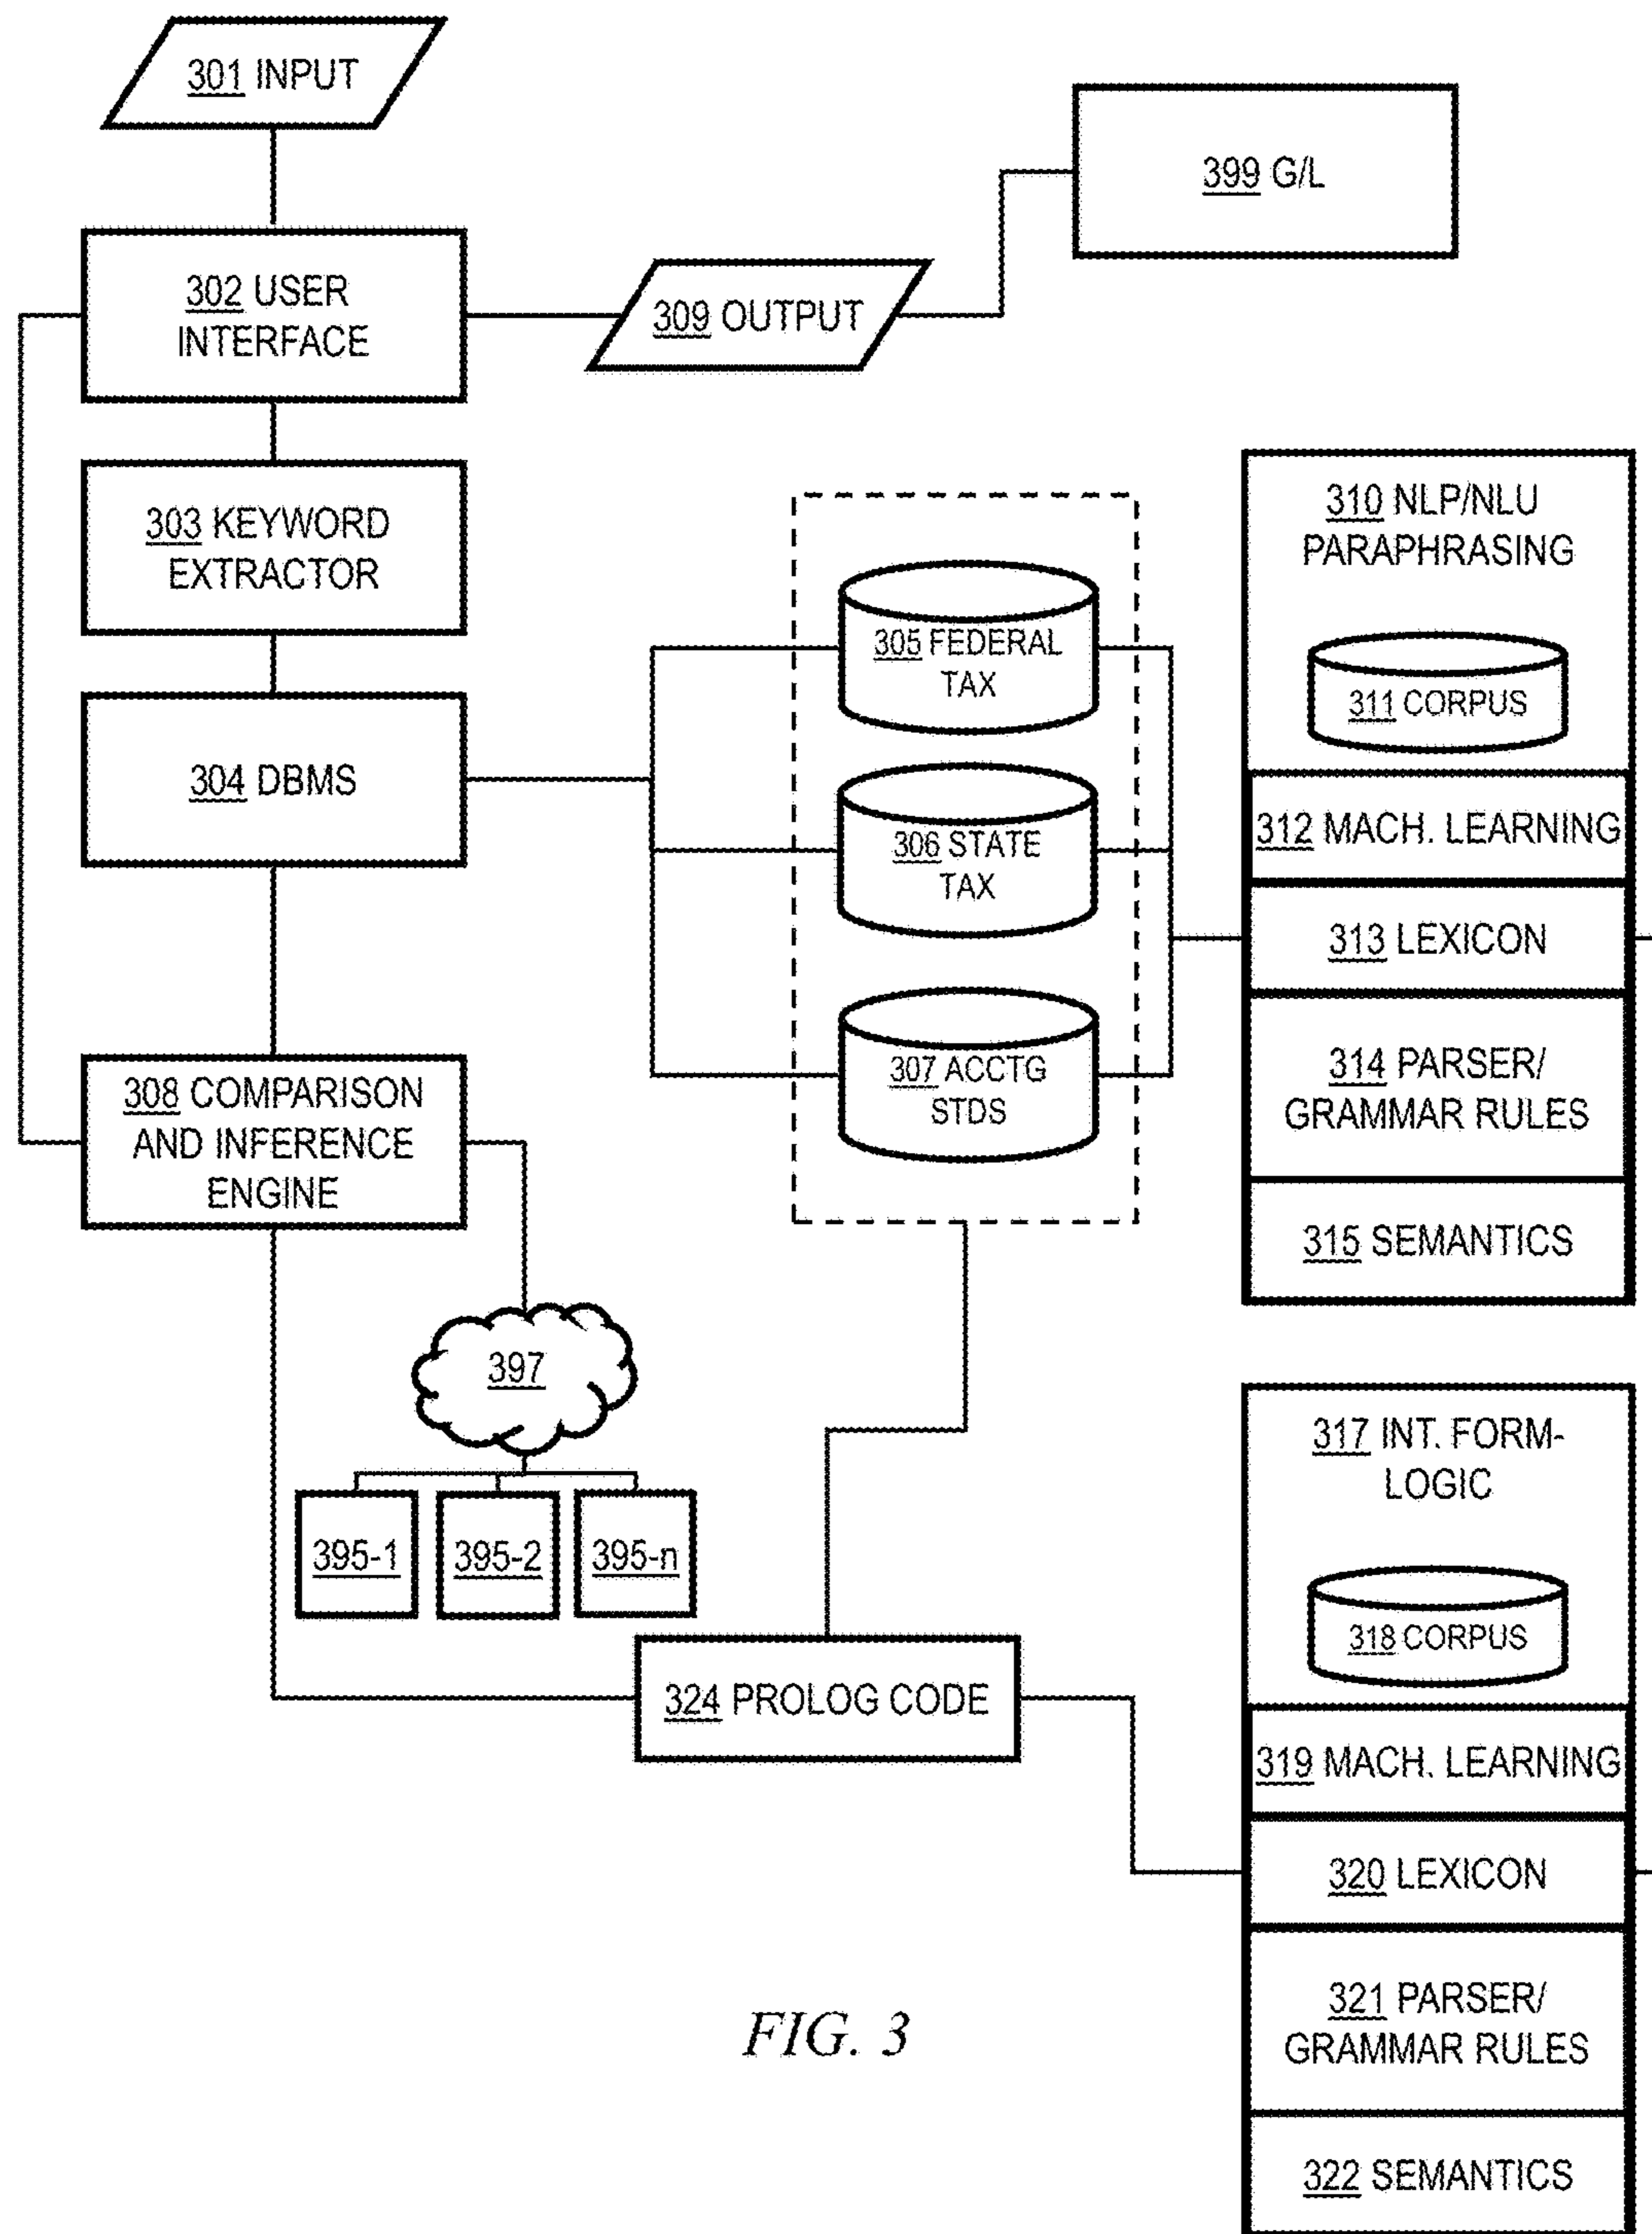 301 INPUT
399 G/L
302 USER
INTERFACE
309 OUTPUT
303 KEYWORD
EXTRACTOR
304 DBMS
305 FEDERAL
TAX
306 STATE
TAX
307 ACCTG
STDS
308 COMPARISON
AND INFERENCE
ENGINE
397
395-1
395-2
395-n
324 PROLOG CODE
310 NLP/NLU
PARAPHRASING
311 CORPUS
312 MACH. LEARNING
313 LEXICON
314 PARSER/
GRAMMAR RULES
315 SEMANTICS
317 INT. FORM-
LOGIC
318 CORPUS
319 MACH. LEARNING
320 LEXICON
321 PARSER/
GRAMMAR RULES
322 SEMANTICS
FIG. 3